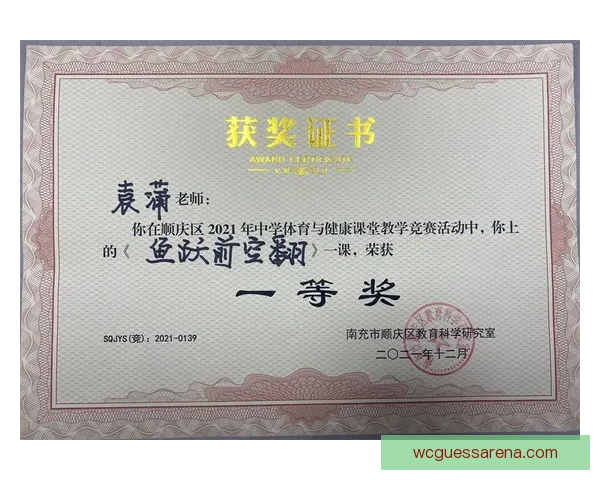 获奖证书
AWARD CERTIFICATE
袁蒲老师：
你在顺庆区2021年中学体育与健康课堂教学竞赛活动中，你上
的《鱼跃前空翻》一课，荣获
一等奖
SQJYS(竞)：2021-0139
南充市顺庆区教育科学研究室
二〇二一年十二月
wcguessarena.com